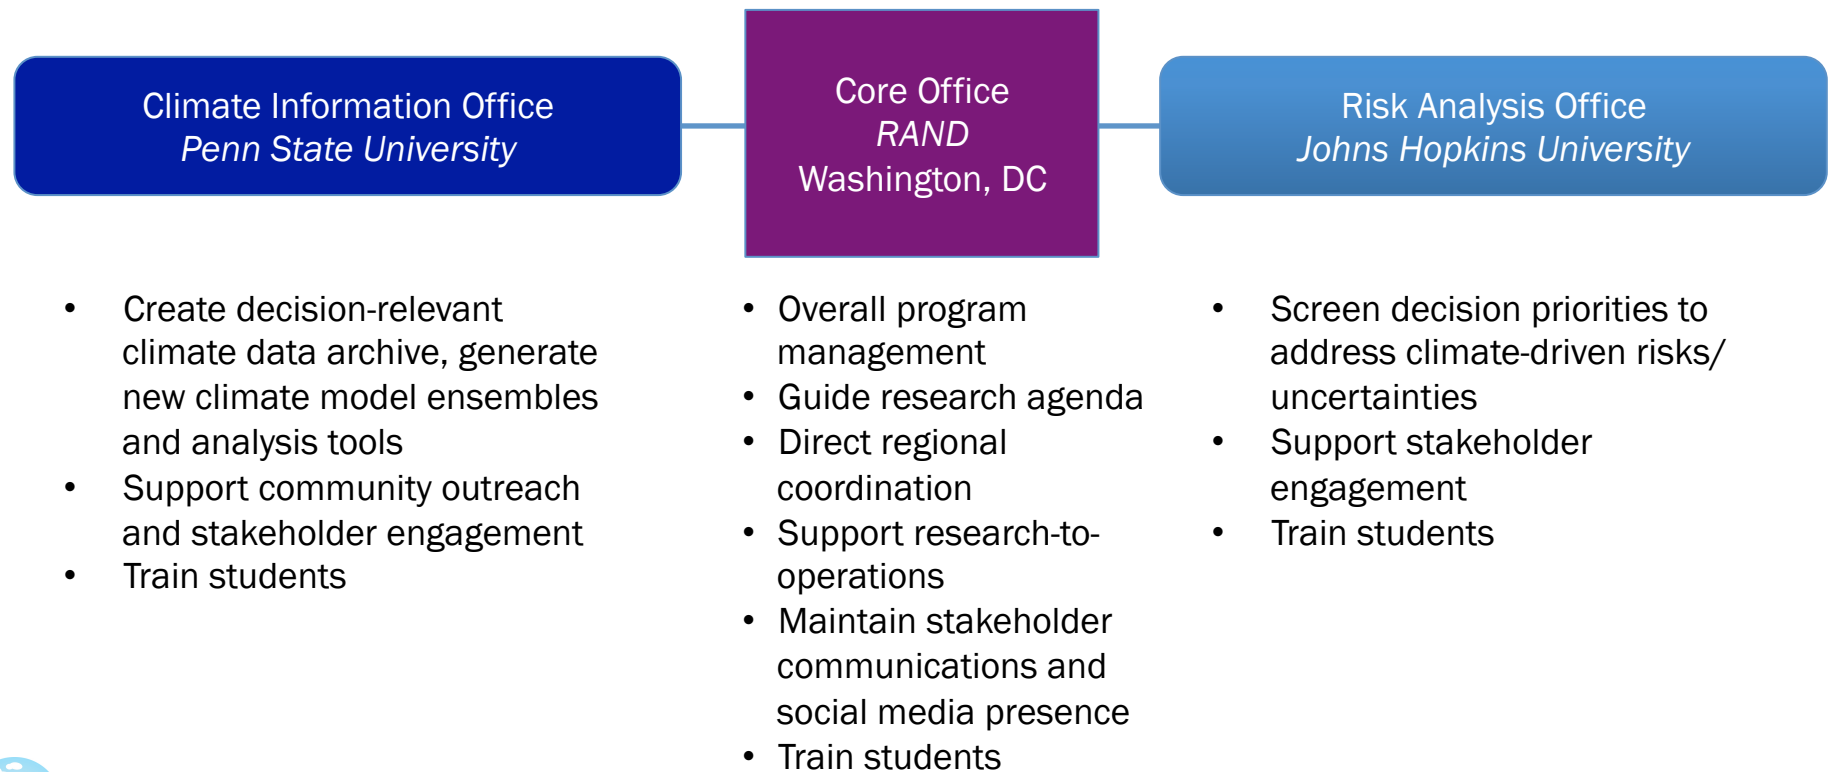 Climate Information Office
Penn State University
Core Office
RAND
Washington, DC
Risk Analysis Office
Johns Hopkins University
• Create decision-relevant
climate data archive, generate
new climate model ensembles
and analysis tools
• Support community outreach
and stakeholder engagement
• Train students
• Overall program
management
• Guide research agenda
• Direct regional
coordination
• Support research-to-
operations
• Maintain stakeholder
communications and
social media presence
• Train students
• Screen decision priorities to
address climate-driven risks/
uncertainties
• Support stakeholder
engagement
• Train students